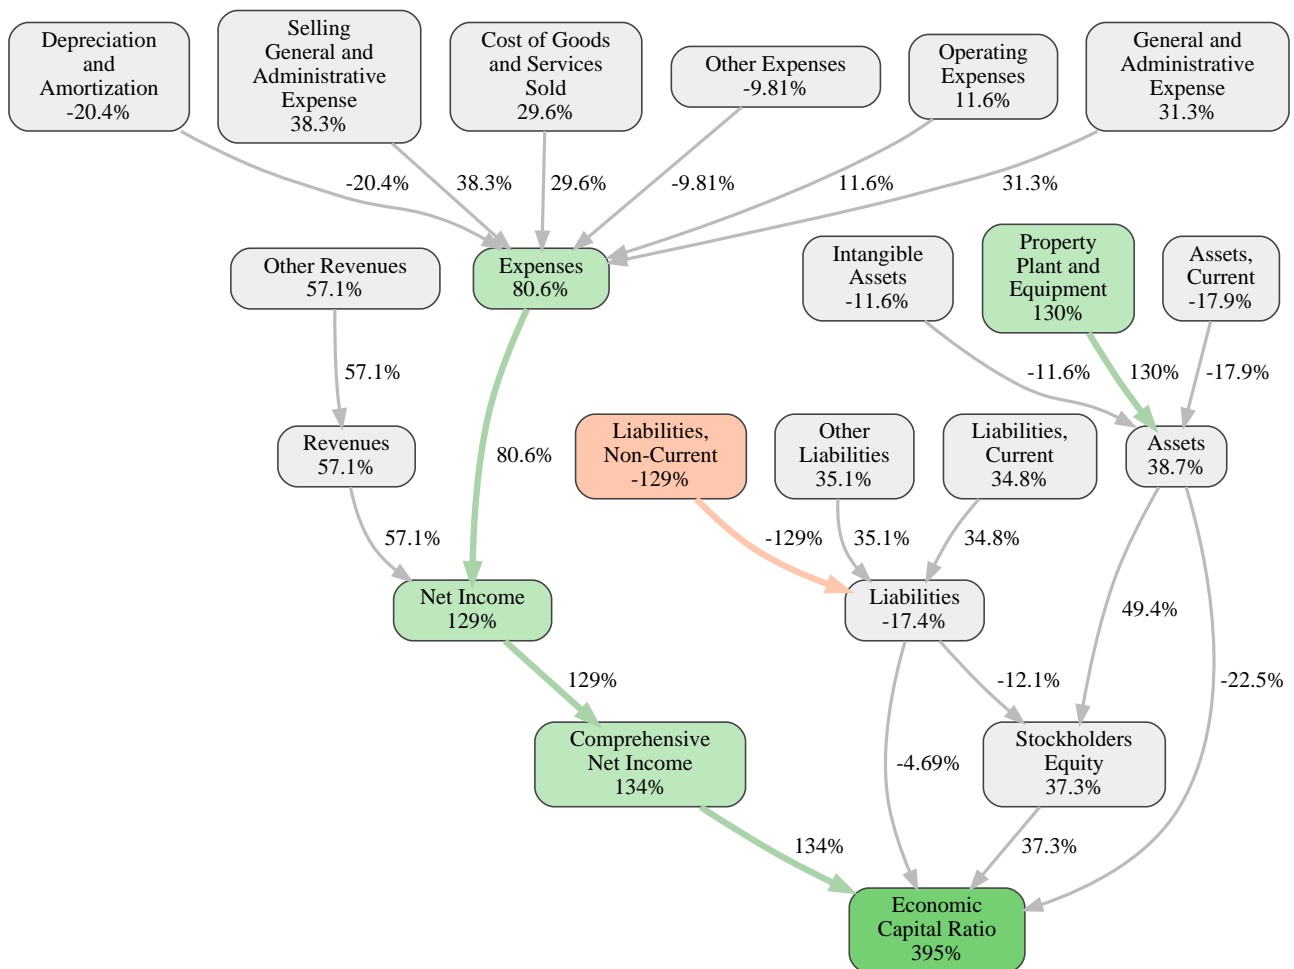 Depreciation
and
Amortization
-20.4%
Selling
General and
Administrative
Expense
38.3%
Cost of Goods
and Services
Sold
29.6%
Other Expenses
-9.81%
Operating
Expenses
11.6%
General and
Administrative
Expense
31.3%
-20.4%
38.3%
29.6%
-9.81%
11.6%
31.3%
Other Revenues
57.1%
Expenses
80.6%
Intangible
Assets
-11.6%
Property
Plant and
Equipment
130%
Assets,
Current
-17.9%
57.1%
-11.6%
130%
-17.9%
Revenues
57.1%
80.6%
Liabilities,
Non-Current
-129%
Other
Liabilities
35.1%
Liabilities,
Current
34.8%
Assets
38.7%
57.1%
-129%
35.1%
34.8%
Net Income
129%
Liabilities
-17.4%
49.4%
129%
-12.1%
-22.5%
Comprehensive
Net Income
134%
-4.69%
Stockholders
Equity
37.3%
134%
37.3%
Economic
Capital Ratio
395%